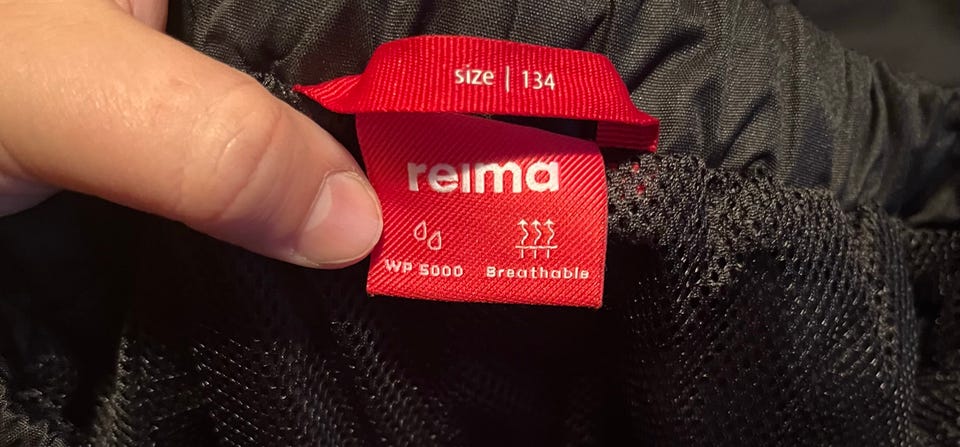 size | 134
reima
WP 5000 Breathable